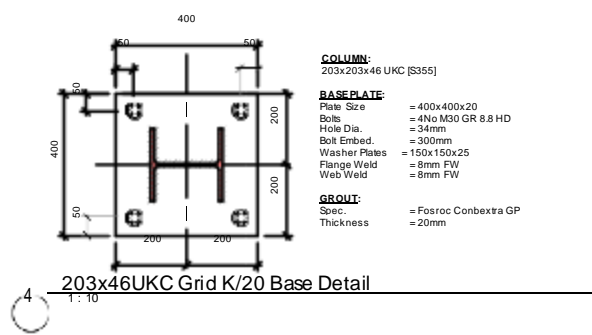 400
50
50
50
400
200
200
50
200
200
COLUMN:
203x203x46 UKC [S355]
BASEPLATE:
Plate Size = 400x400x20
Bolts = 4No M30 GR 8.8 HD
Hole Dia. = 34mm
Bolt Embed. = 300mm
Washer Plates = 150x150x25
Flange Weld = 8mm FW
Web Weld = 8mm FW
GROUT:
Spec. = Fosroc Conbextra GP
Thickness = 20mm
4
203x46UKC Grid K/20 Base Detail
1 : 10